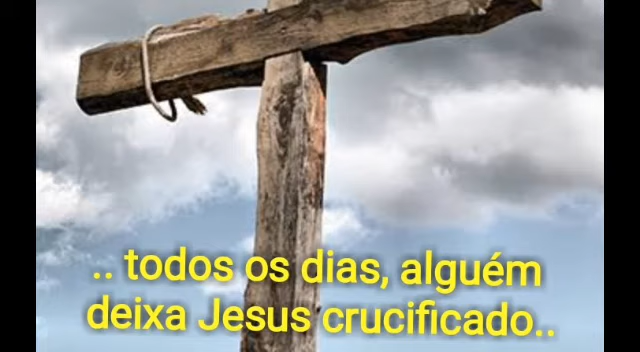 .. todos os dias, alguém
deixa Jesus crucificado..